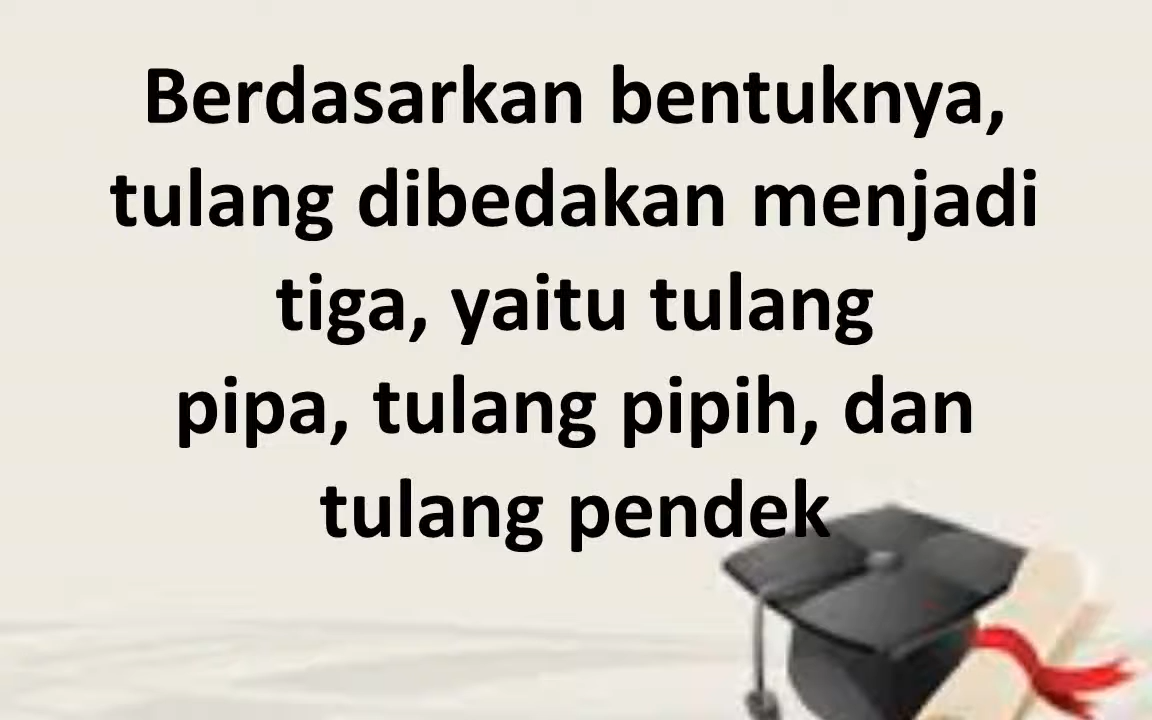 Berdasarkan bentuknya,
tulang dibedakan menjadi
tiga, yaitu tulang
pipa, tulang pipih, dan
tulang pendek